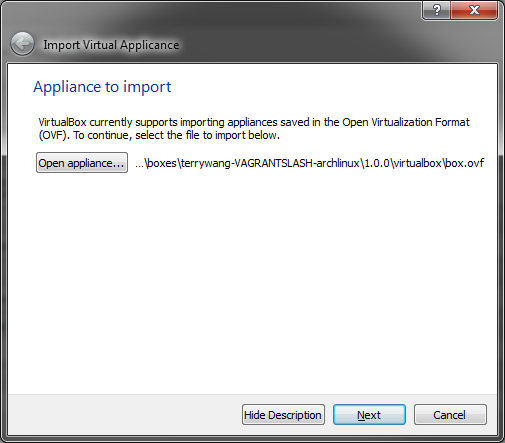 Import Virtual Applicance
Appliance to import
VirtualBox currently supports importing appliances saved in the Open Virtualization Format
(OVF). To continue, select the file to import below.
Open appliance... ...\boxes\terrywang-VAGRANTSLASH-archlinux\1.0.0\virtualbox\box.ovf
Hide Description Next Cancel